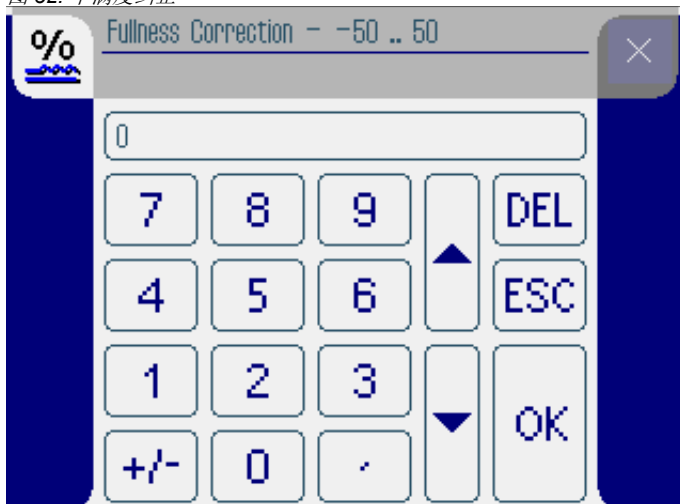 %
Fullness Correction - -50 .. 50
0
7 8 9 DEL
4 5 6 ESC
1 2 3
OK
+/- 0 ,